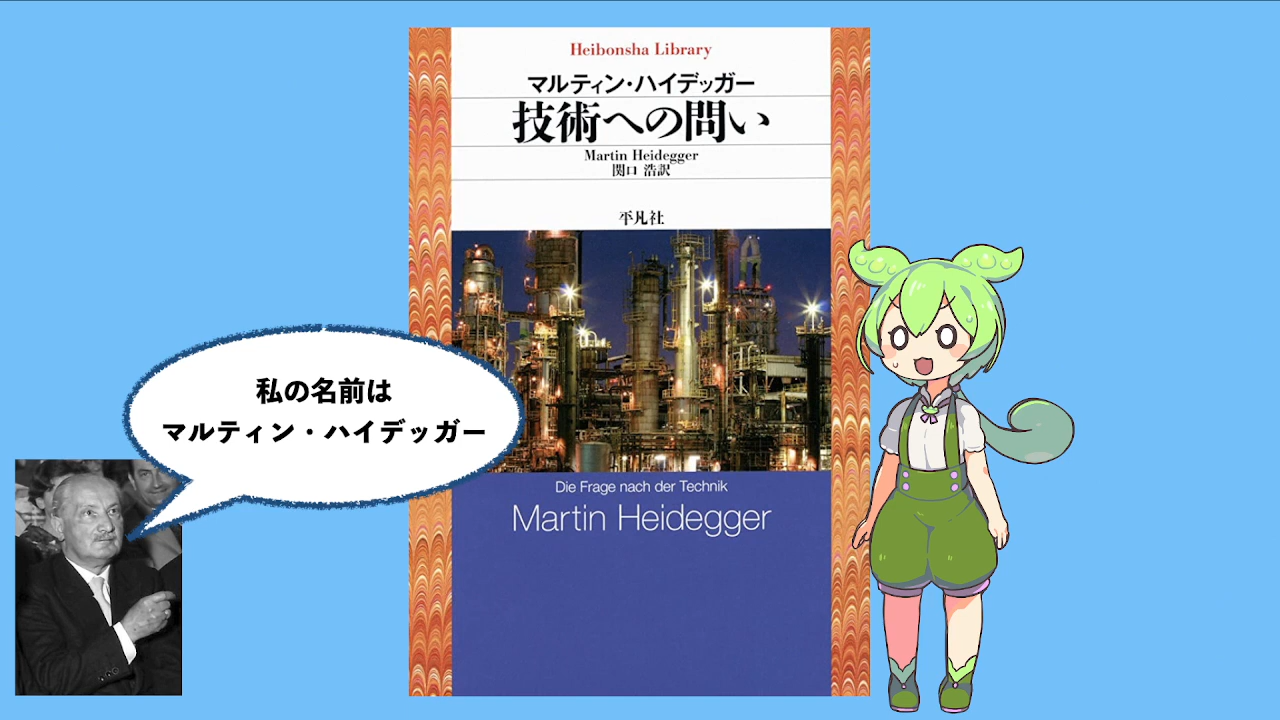 Heibonsha Library
マルティン・ハイデッガー
技術への問い
Martin Heidegger
関口 浩訳
平凡社
私の名前は
マルティン・ハイデッガー
Die Frage nach der Technik
Martin Heidegger